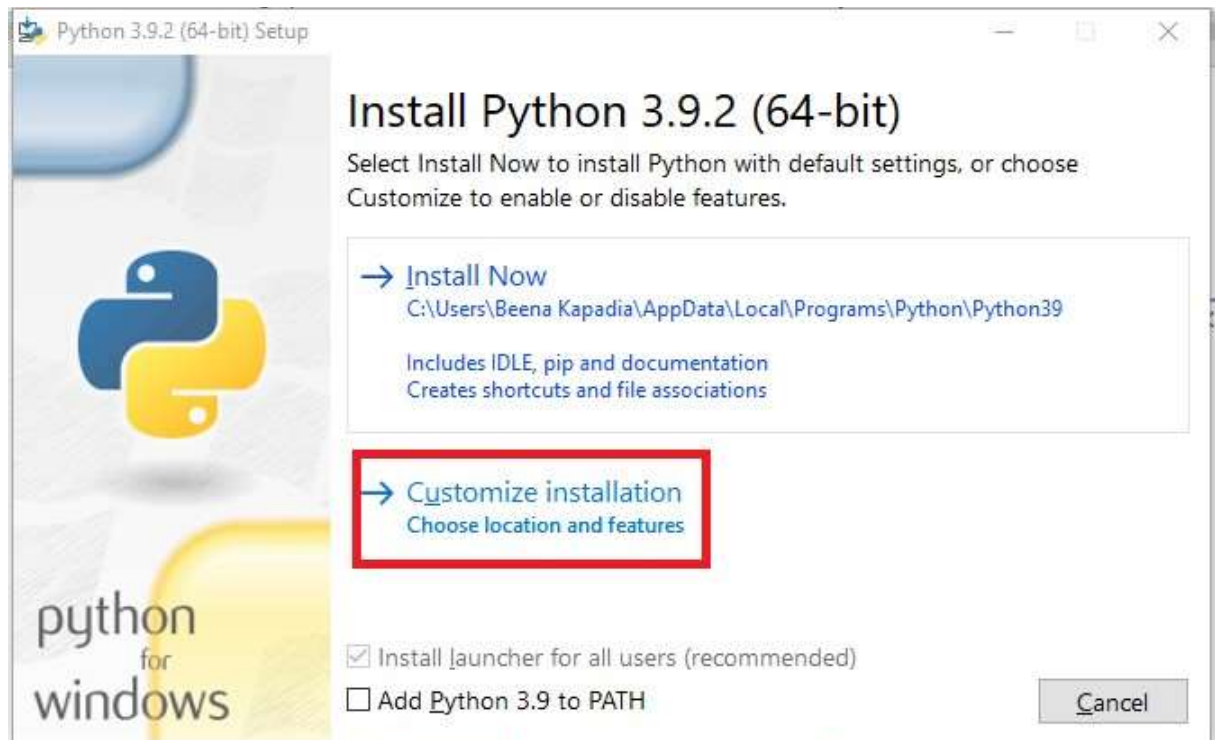 Python 3.9.2 (64-bit) Setup
Install Python 3.9.2 (64-bit)
Select Install Now to install Python with default settings, or choose
Customize to enable or disable features.
Install Now
C:\Users\Beena Kapadia\AppData\Local\Programs\Python\Python39
Includes IDLE, pip and documentation
Creates shortcuts and file associations
Customize installation
Choose location and features
python
for
windows
Install launcher for all users (recommended)
Add Python 3.9 to PATH
Cancel